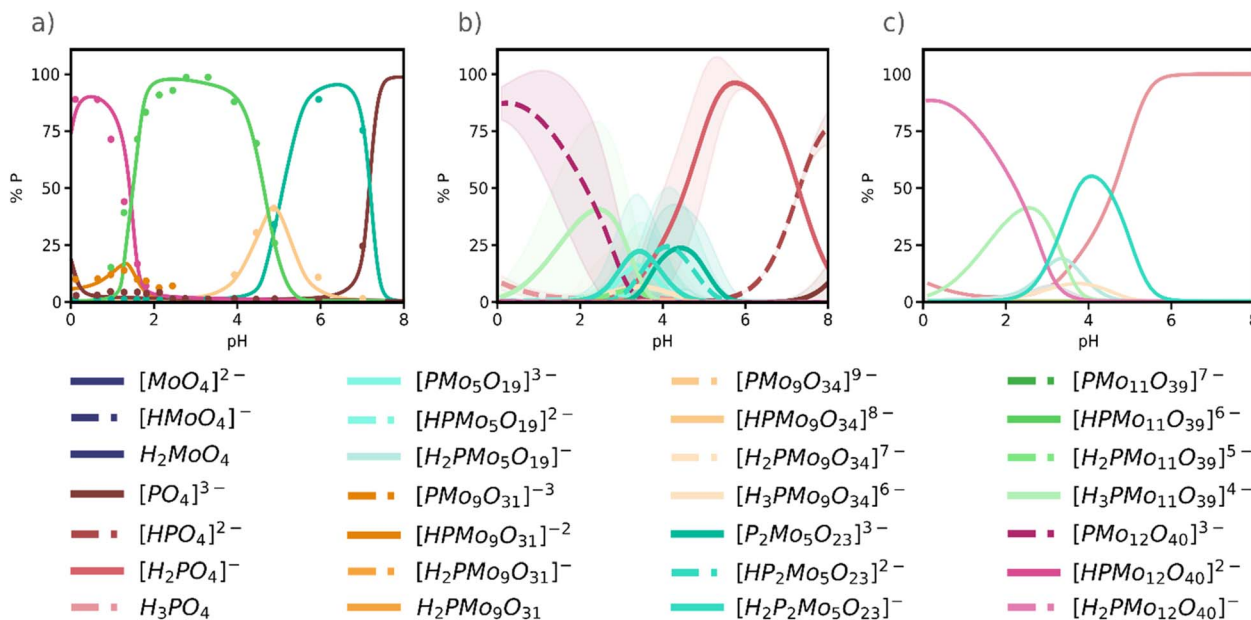 a) b) c)
100 100 100
75 75 75
% P % P % P
50 50 50
25 25 25
0 0 0
0 2 4 6 8 0 2 4 6 8 0 2 4 6 8
pH pH pH
[MoO₄]²⁻ [PMo₅O₁₉]³⁻ [PMo₉O₃₄]⁹⁻ [PMo₁₁O₃₉]⁷⁻
[HMoO₄]⁻ [HPMo₅O₁₉]²⁻ [HPMo₉O₃₄]⁸⁻ [HPMo₁₁O₃₉]⁶⁻
H₂MoO₄ [H₂PMo₅O₁₉]⁻ [H₂PMo₉O₃₄]⁷⁻ [H₂PMo₁₁O₃₉]⁵⁻
[PO₄]³⁻ [PMo₉O₃₁]⁻³ [H₃PMo₉O₃₄]⁶⁻ [H₃PMo₁₁O₃₉]⁴⁻
[HPO₄]²⁻ [HPMo₉O₃₁]⁻² [P₂Mo₅O₂₃]³⁻ [PMo₁₂O₄₀]³⁻
[H₂PO₄]⁻ [H₂PMo₉O₃₁]⁻ [HP₂Mo₅O₂₃]²⁻ [HPMo₁₂O₄₀]²⁻
H₃PO₄ H₂PMo₉O₃₁ [H₂P₂Mo₅O₂₃]⁻ [H₂PMo₁₂O₄₀]⁻